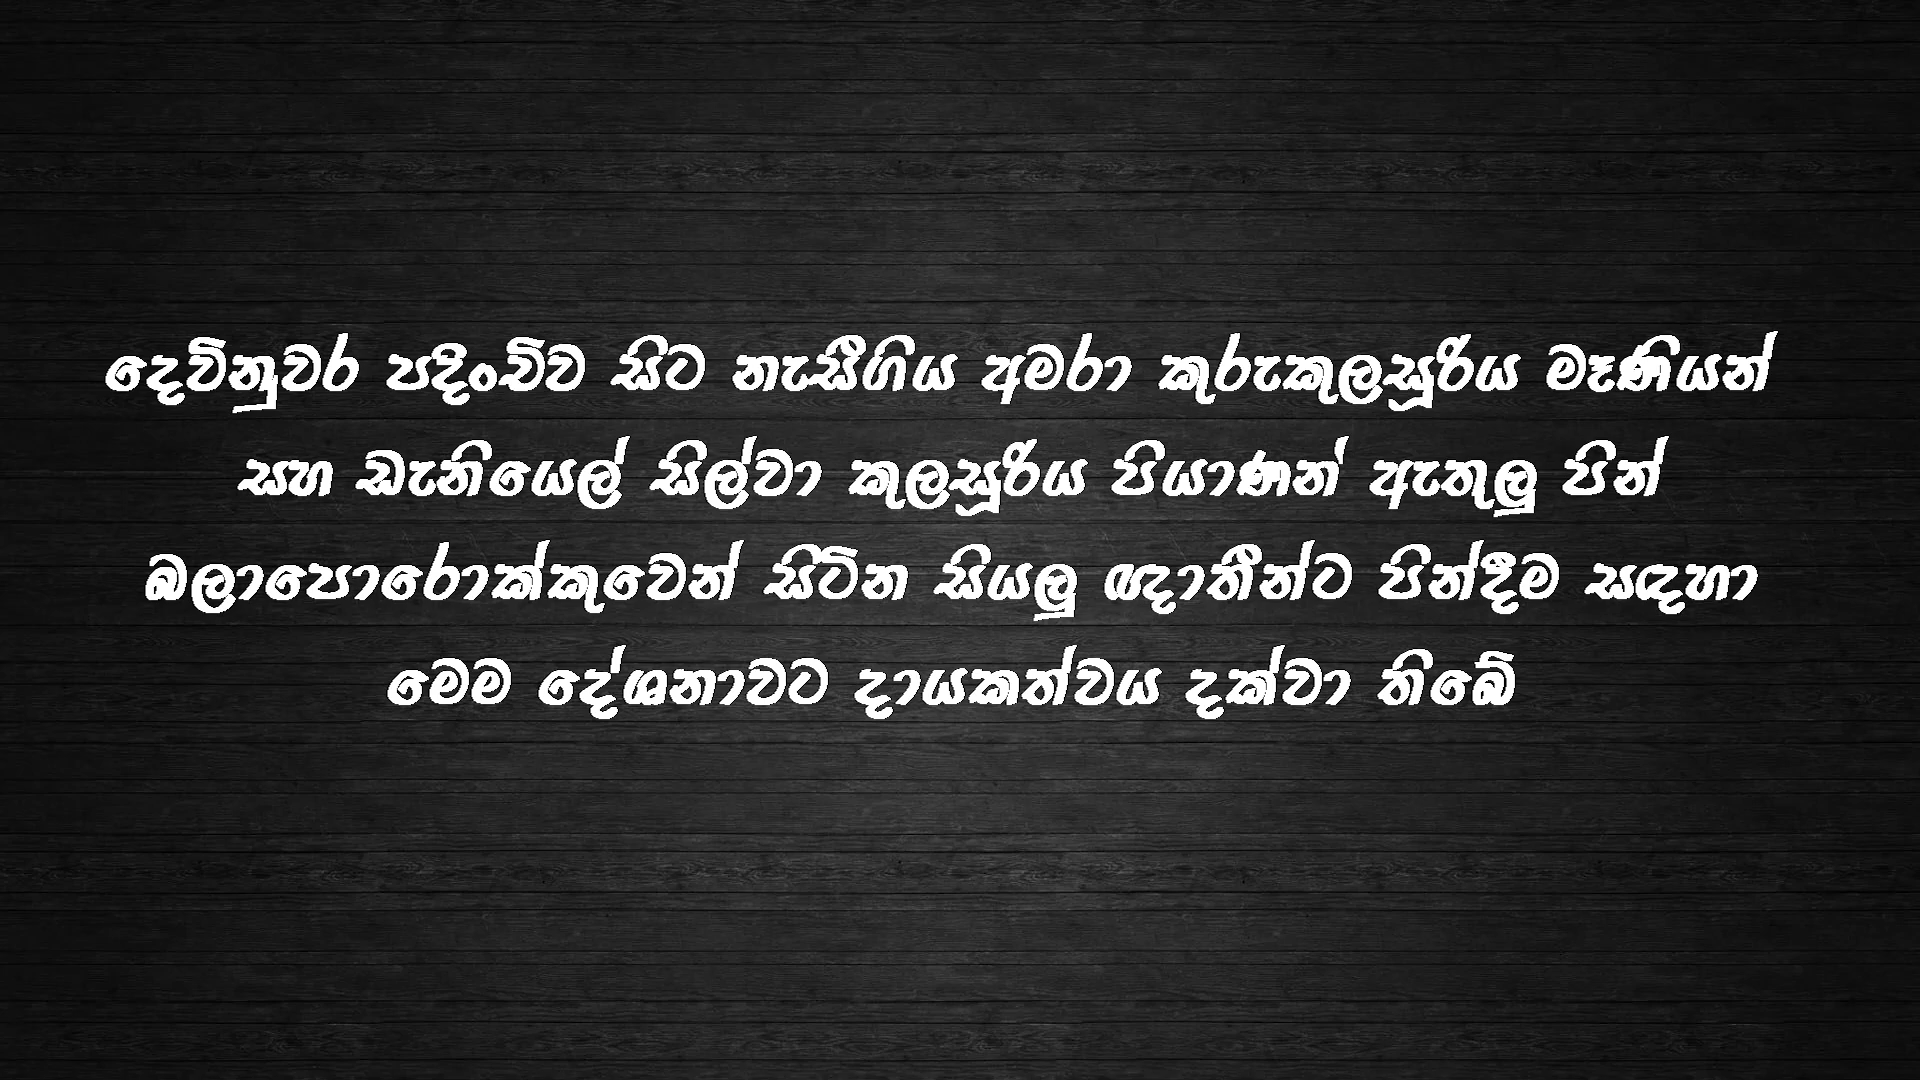 දෙවිනුවර පදිංචිව සිට නැසීගිය අමරා කුරුකුලසූරිය මෑණියන්
සහ ඩැනියෙල් සිල්වා කුලසූරිය පියාණන් ඇතුලු පින්
බලාපොරොක්කුවෙන් සිටින සියලු ඥාතීන්ට පින්දීම සඳහා
මෙම දේශනාවට දායකත්වය දක්වා තිබේ